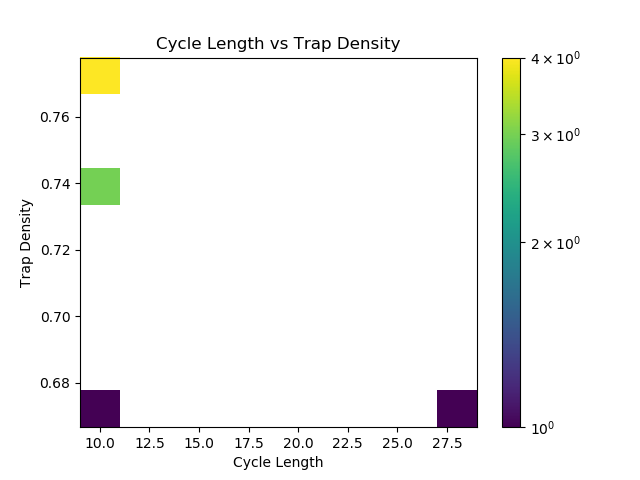 Cycle Length vs Trap Density
Trap Density
0.76
0.74
0.72
0.70
0.68
10.0 12.5 15.0 17.5 20.0 22.5 25.0 27.5
Cycle Length
4 × 10⁰
3 × 10⁰
2 × 10⁰
10⁰